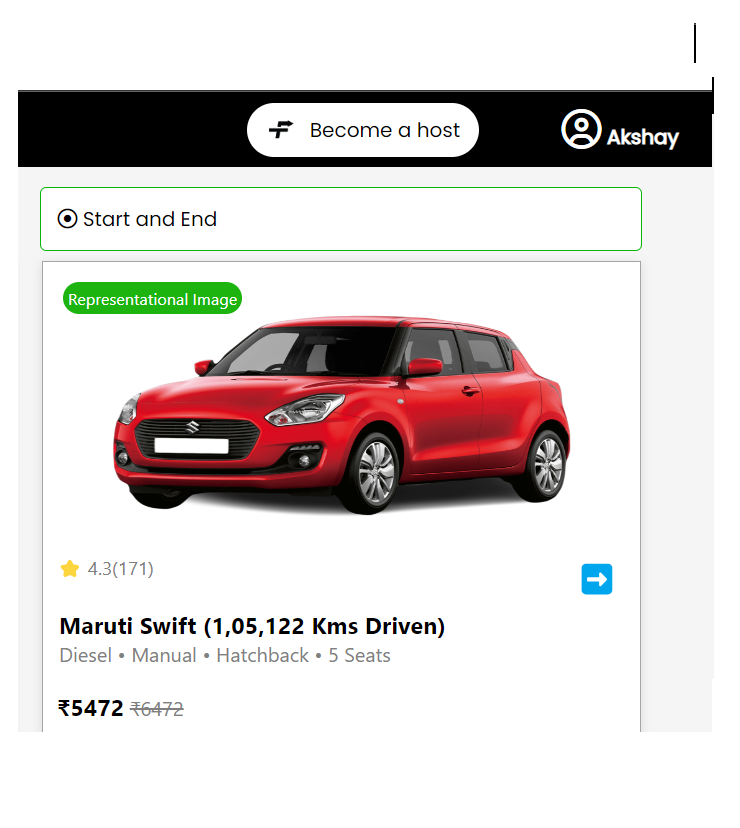 Become a host
Akshay
Start and End
Representational Image
4.3(171)
Maruti Swift (1,05,122 Kms Driven)
Diesel • Manual • Hatchback • 5 Seats
₹5472 ₹6472